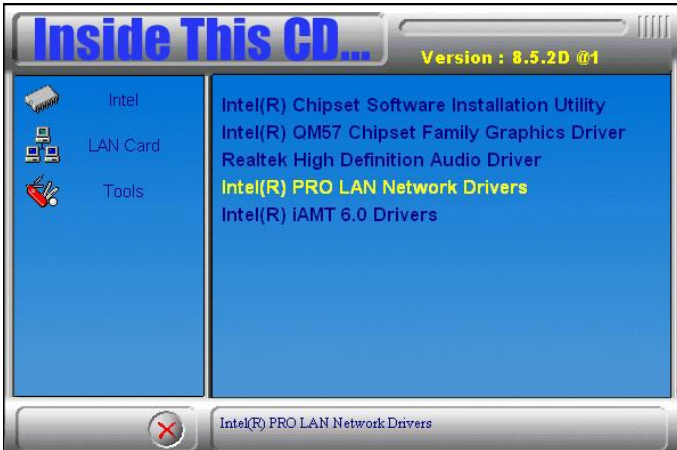 Inside This CD...
Version : 8.5.2D @1
Intel
LAN Card
Tools
Intel(R) Chipset Software Installation Utility
Intel(R) QM57 Chipset Family Graphics Driver
Realtek High Definition Audio Driver
Intel(R) PRO LAN Network Drivers
Intel(R) iAMT 6.0 Drivers
Intel(R) PRO LAN Network Drivers